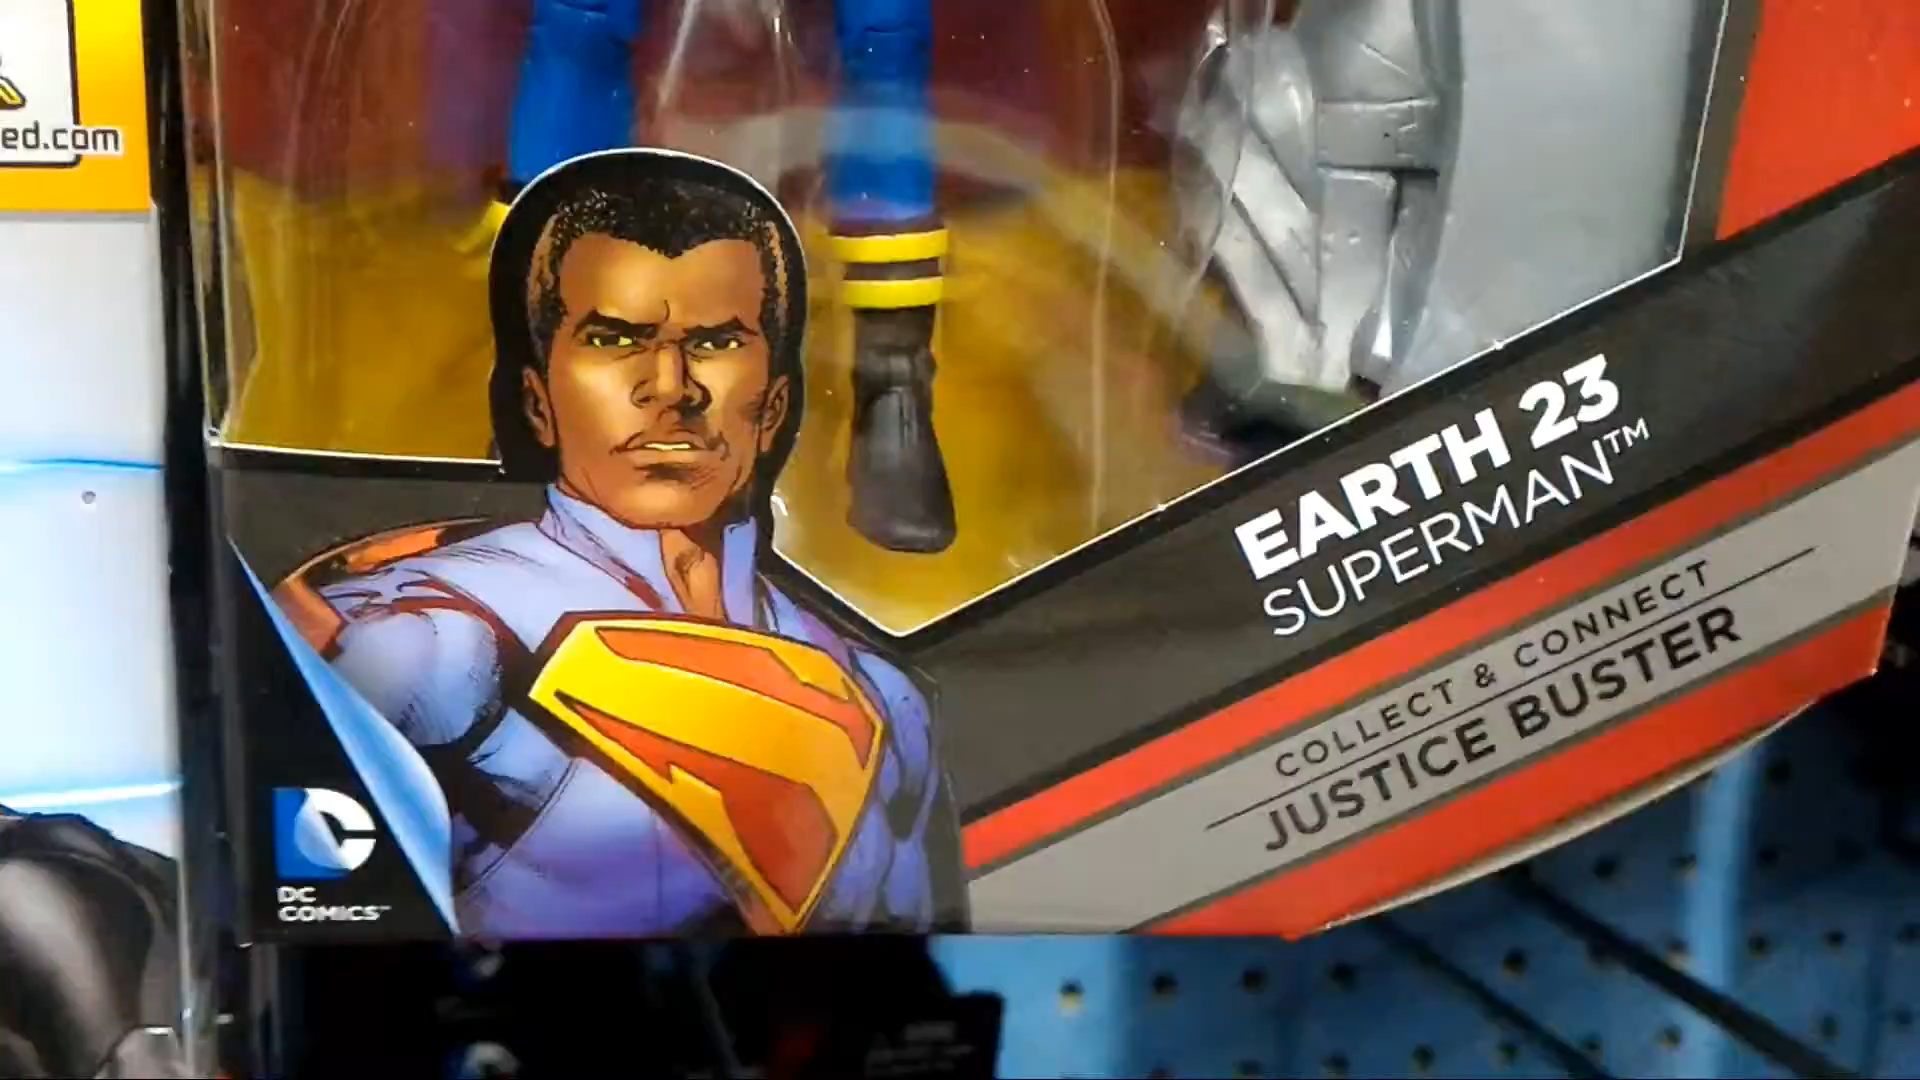 ed.com
EARTH 23
SUPERMAN™
COLLECT & CONNECT
JUSTICE BUSTER
DC
COMICS™